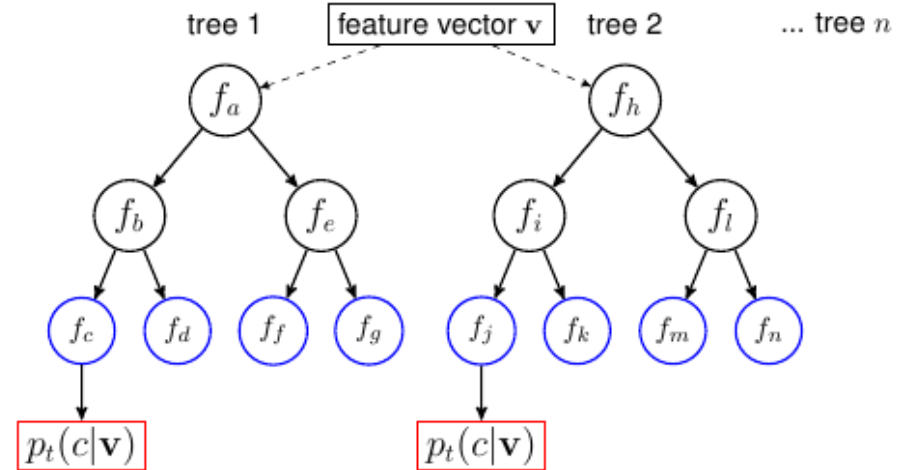 tree 1 feature vector v tree 2 ... tree n
f_a f_h
f_b f_e f_i f_l
f_c f_d f_f f_g f_j f_k f_m f_n
p_t(c|v) p_t(c|v)